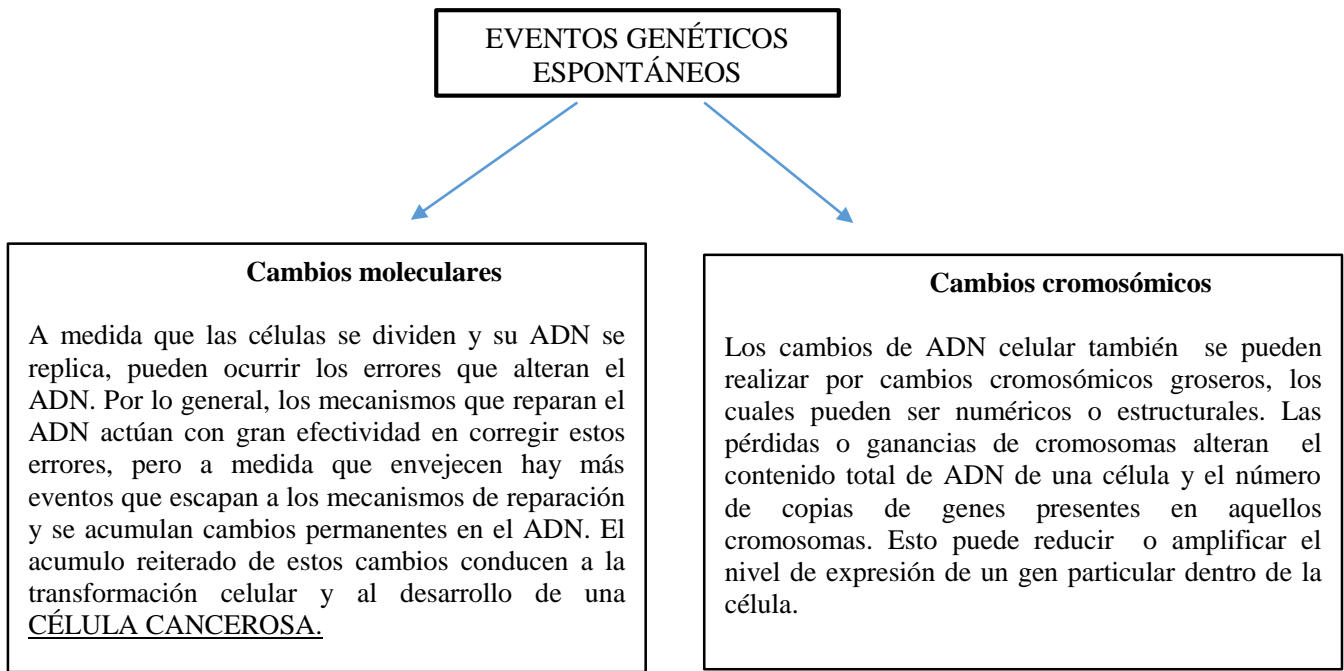 EVENTOS GENÉTICOS
ESPONTÁNEOS
Cambios moleculares
A medida que las células se dividen y su ADN se
replica, pueden ocurrir los errores que alteran el
ADN. Por lo general, los mecanismos que reparan el
ADN actúan con gran efectividad en corregir estos
errores, pero a medida que envejecen hay más
eventos que escapan a los mecanismos de reparación
y se acumulan cambios permanentes en el ADN. El
acumulo reiterado de estos cambios conducen a la
transformación celular y al desarrollo de una
CÉLULA CANCEROSA.
Cambios cromosómicos
Los cambios de ADN celular también se pueden
realizar por cambios cromosómicos groseros, los
cuales pueden ser numéricos o estructurales. Las
pérdidas o ganancias de cromosomas alteran el
contenido total de ADN de una célula y el número
de copias de genes presentes en aquellos
cromosomas. Esto puede reducir o amplificar el
nivel de expresión de un gen particular dentro de la
célula.